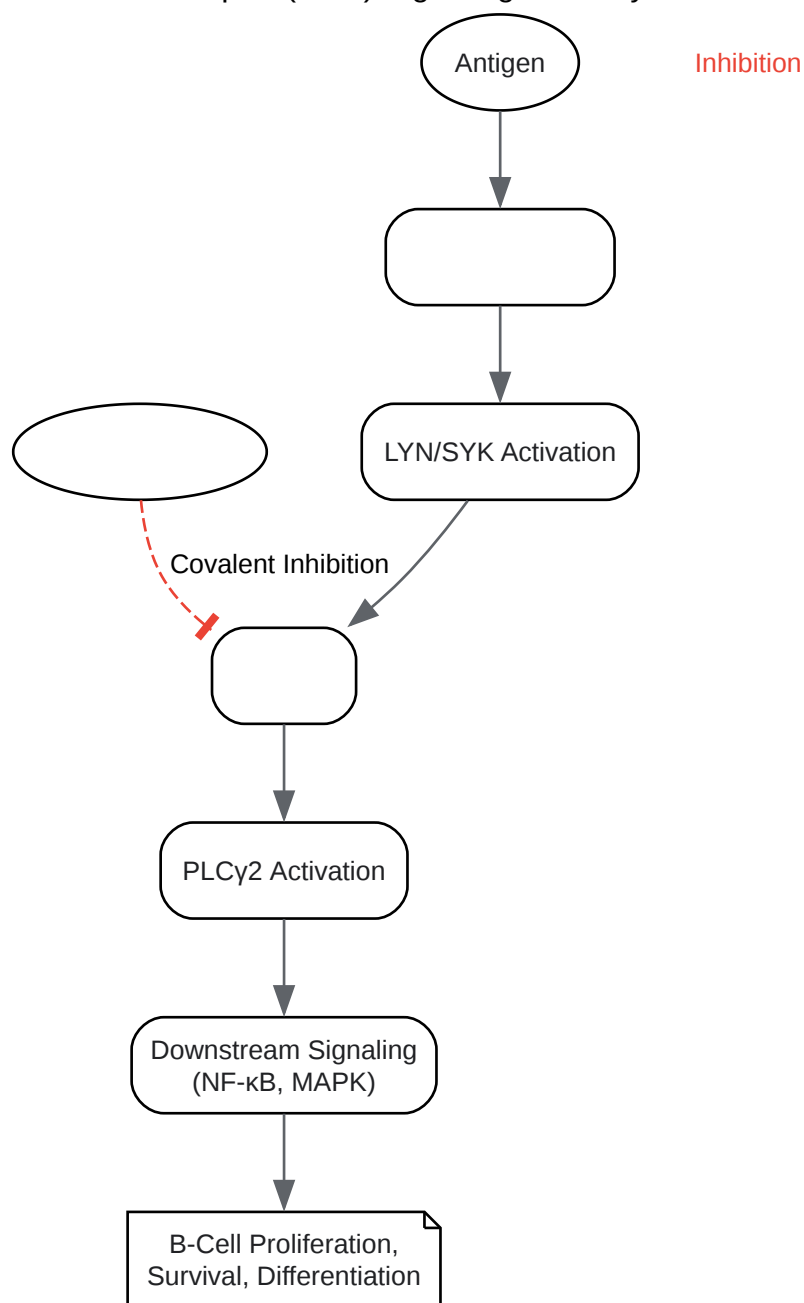 Antigen
Inhibition
LYN/SYK Activation
Covalent Inhibition
PLCγ2 Activation
Downstream Signaling
(NF-κB, MAPK)
B-Cell Proliferation,
Survival, Differentiation